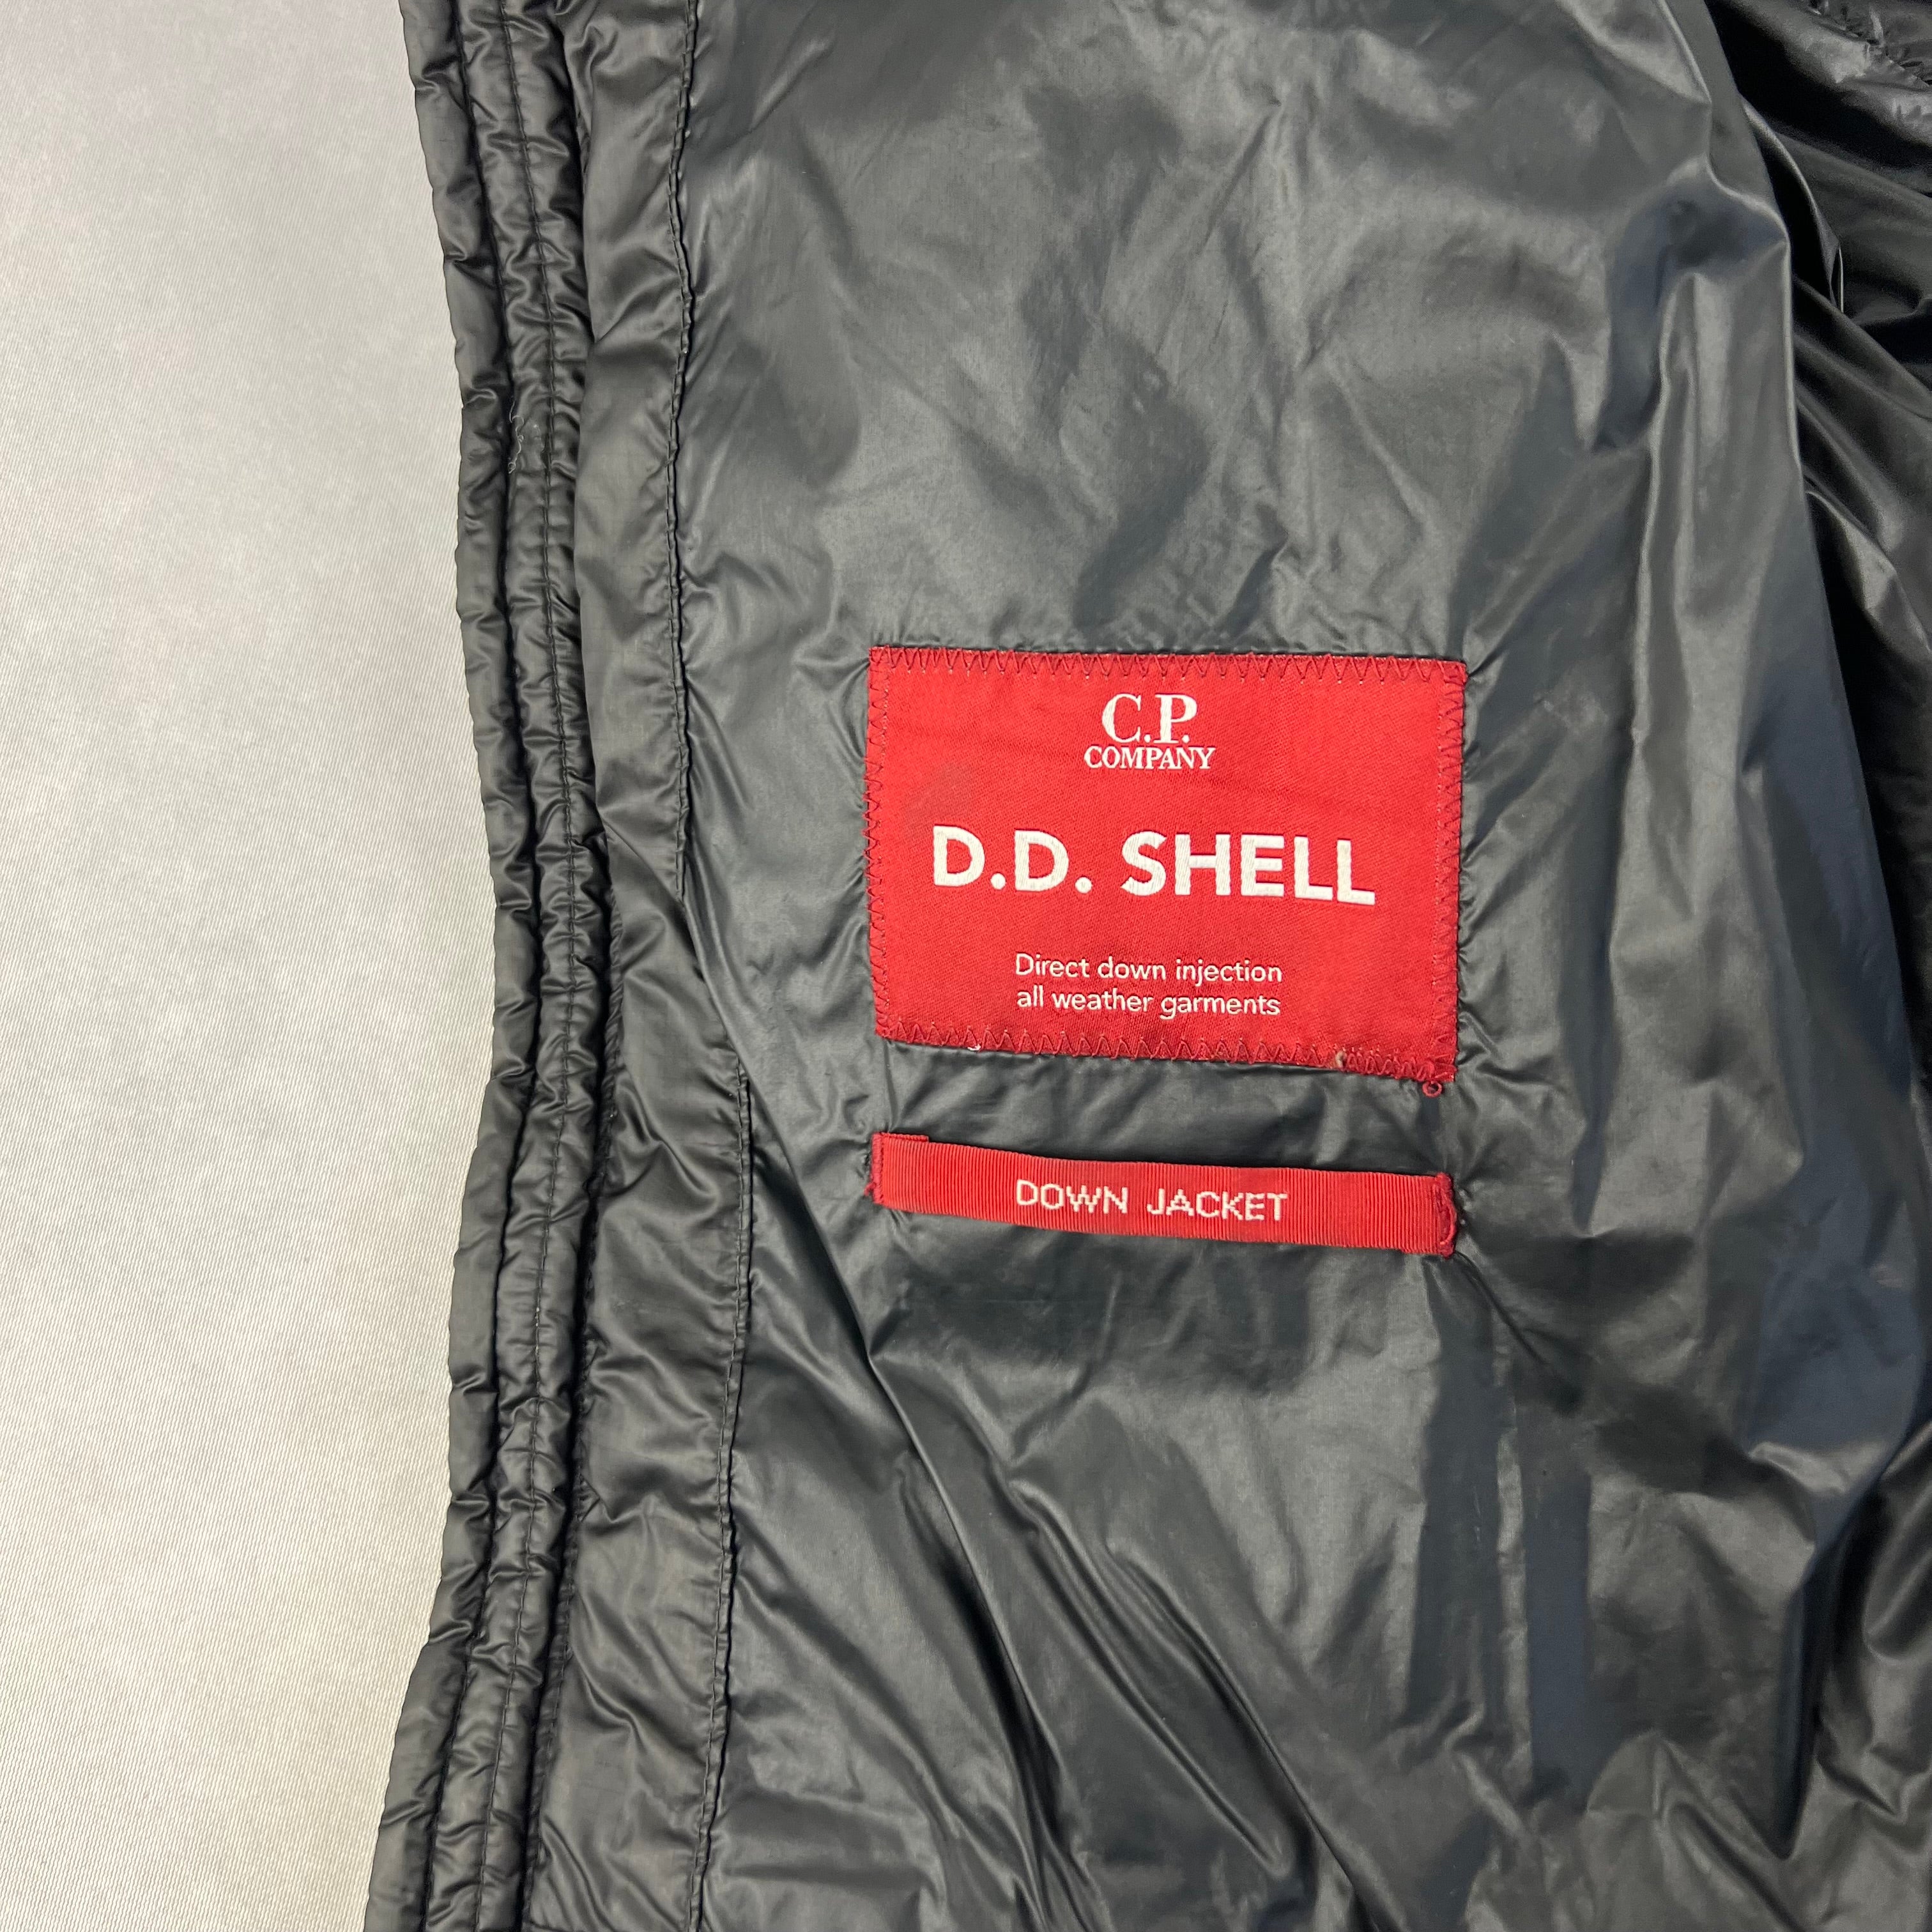 C.P.
COMPANY
D.D. SHELL
Direct down injection
all weather garments
DOWN JACKET